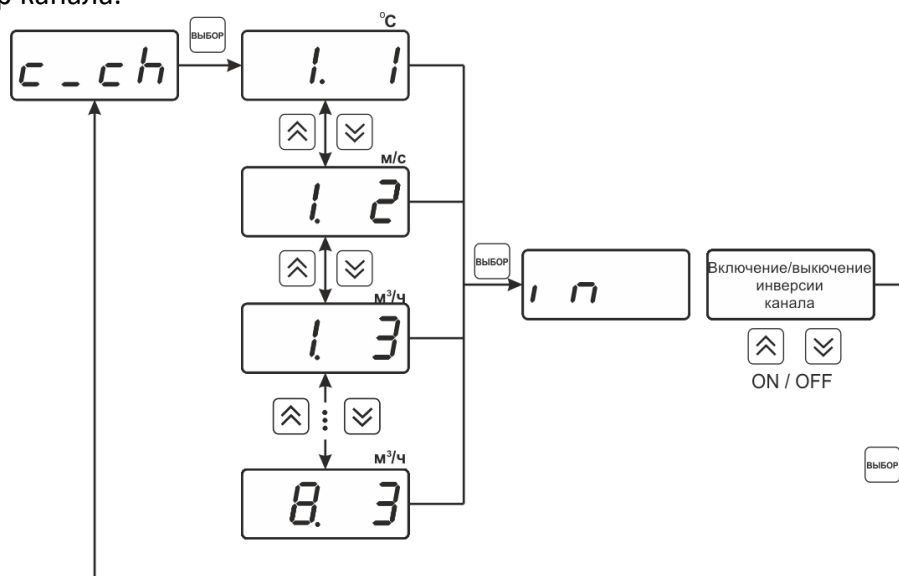 р канала.
°C
ВЫБОР
c_ch
1. 1
м/с
1. 2
ВЫБОР
ı n
Включение/выкючение
инверсии
канала
м³/ч
1. 3
ON / OFF
м³/ч
8. 3
ВЫБОР